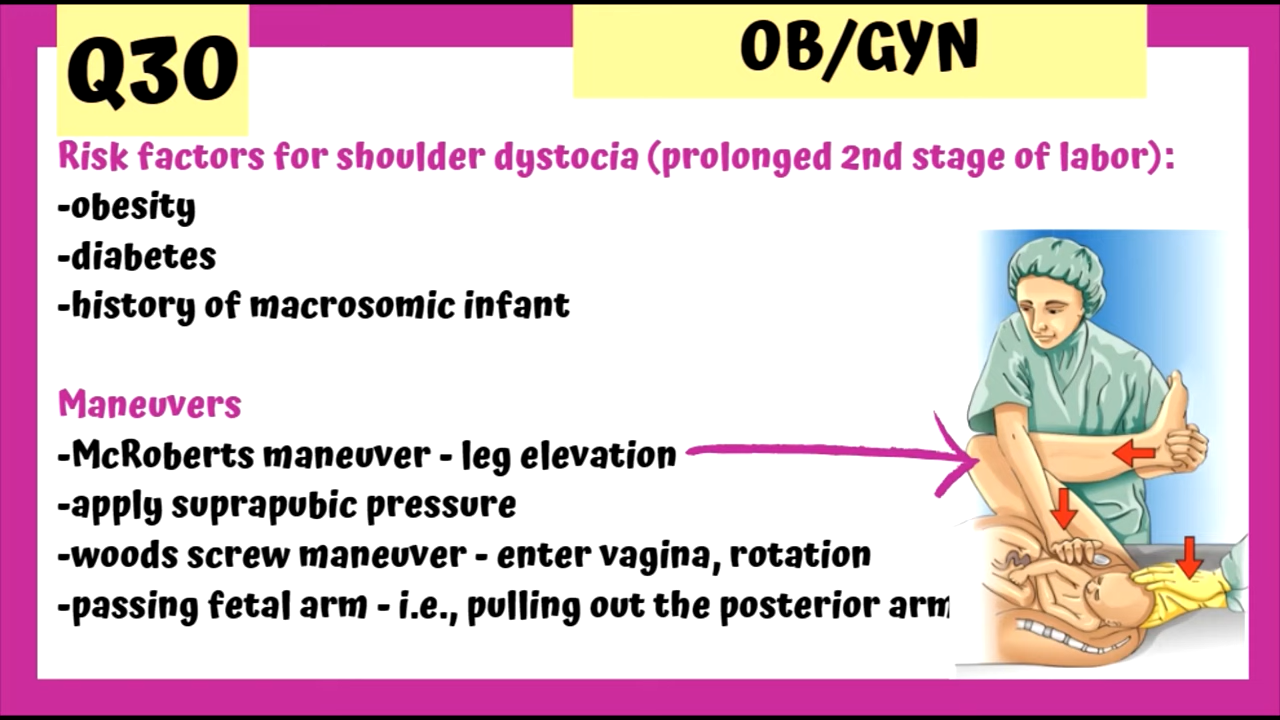 Q30
OB/GYN
Risk factors for shoulder dystocia (prolonged 2nd stage of labor):
-obesity
-diabetes
-history of macrosomic infant
Maneuvers
-McRoberts maneuver - leg elevation
-apply suprapubic pressure
-woods screw maneuver - enter vagina, rotation
-passing fetal arm - i.e., pulling out the posterior arm